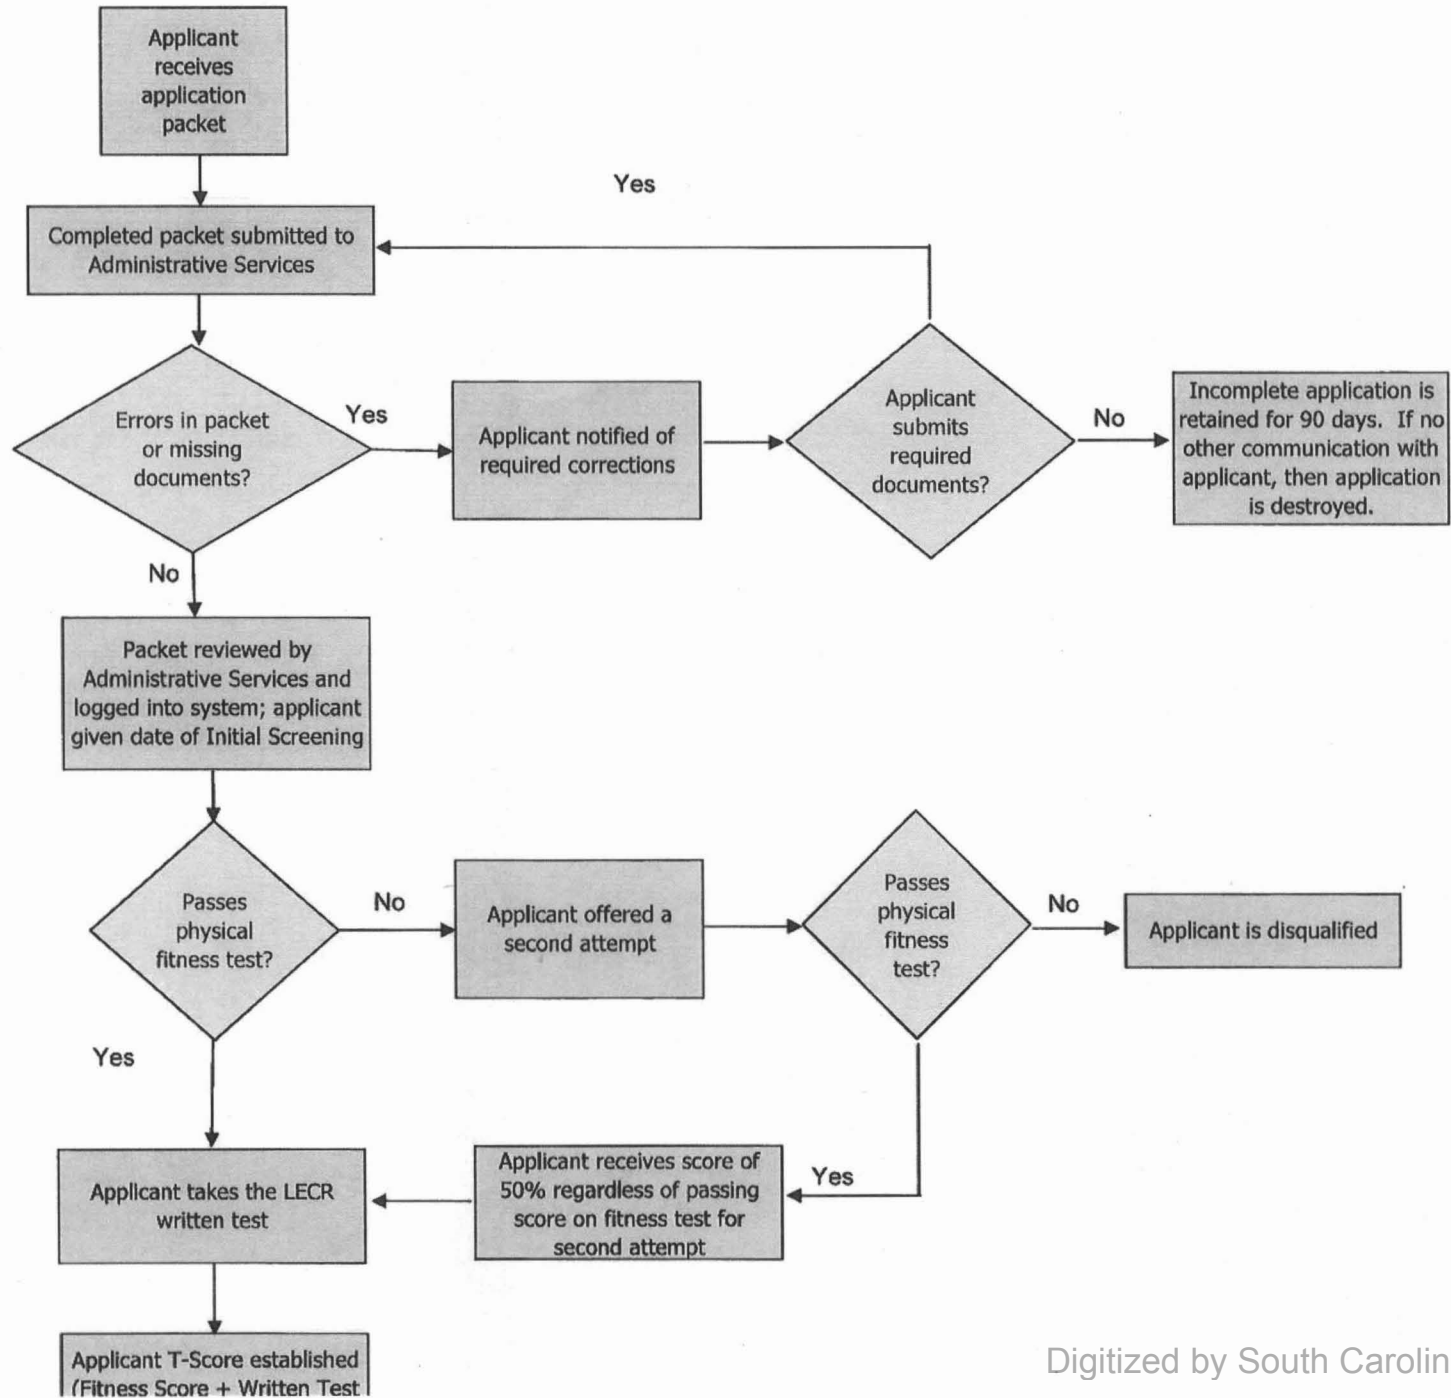 Applicant
receives
application
packet
Yes
Completed packet submitted to
Administrative Services
Errors in packet
or missing
documents?
Yes
Applicant notified of
required corrections
Applicant
submits
required
documents?
No
Incomplete application is
retained for 90 days. If no
other communication with
applicant, then application
is destroyed.
No
Packet reviewed by
Administrative Services and
logged into system; applicant
given date of Initial Screening
Passes
physical
fitness test?
No
Applicant offered a
second attempt
Passes
physical
fitness
test?
No
Applicant is disqualified
Yes
Applicant takes the LECR
written test
Applicant receives score of
50% regardless of passing
score on fitness test for
second attempt
Yes
Applicant T-Score established
(Fitness Score + Written Test
Digitized by South Carolin